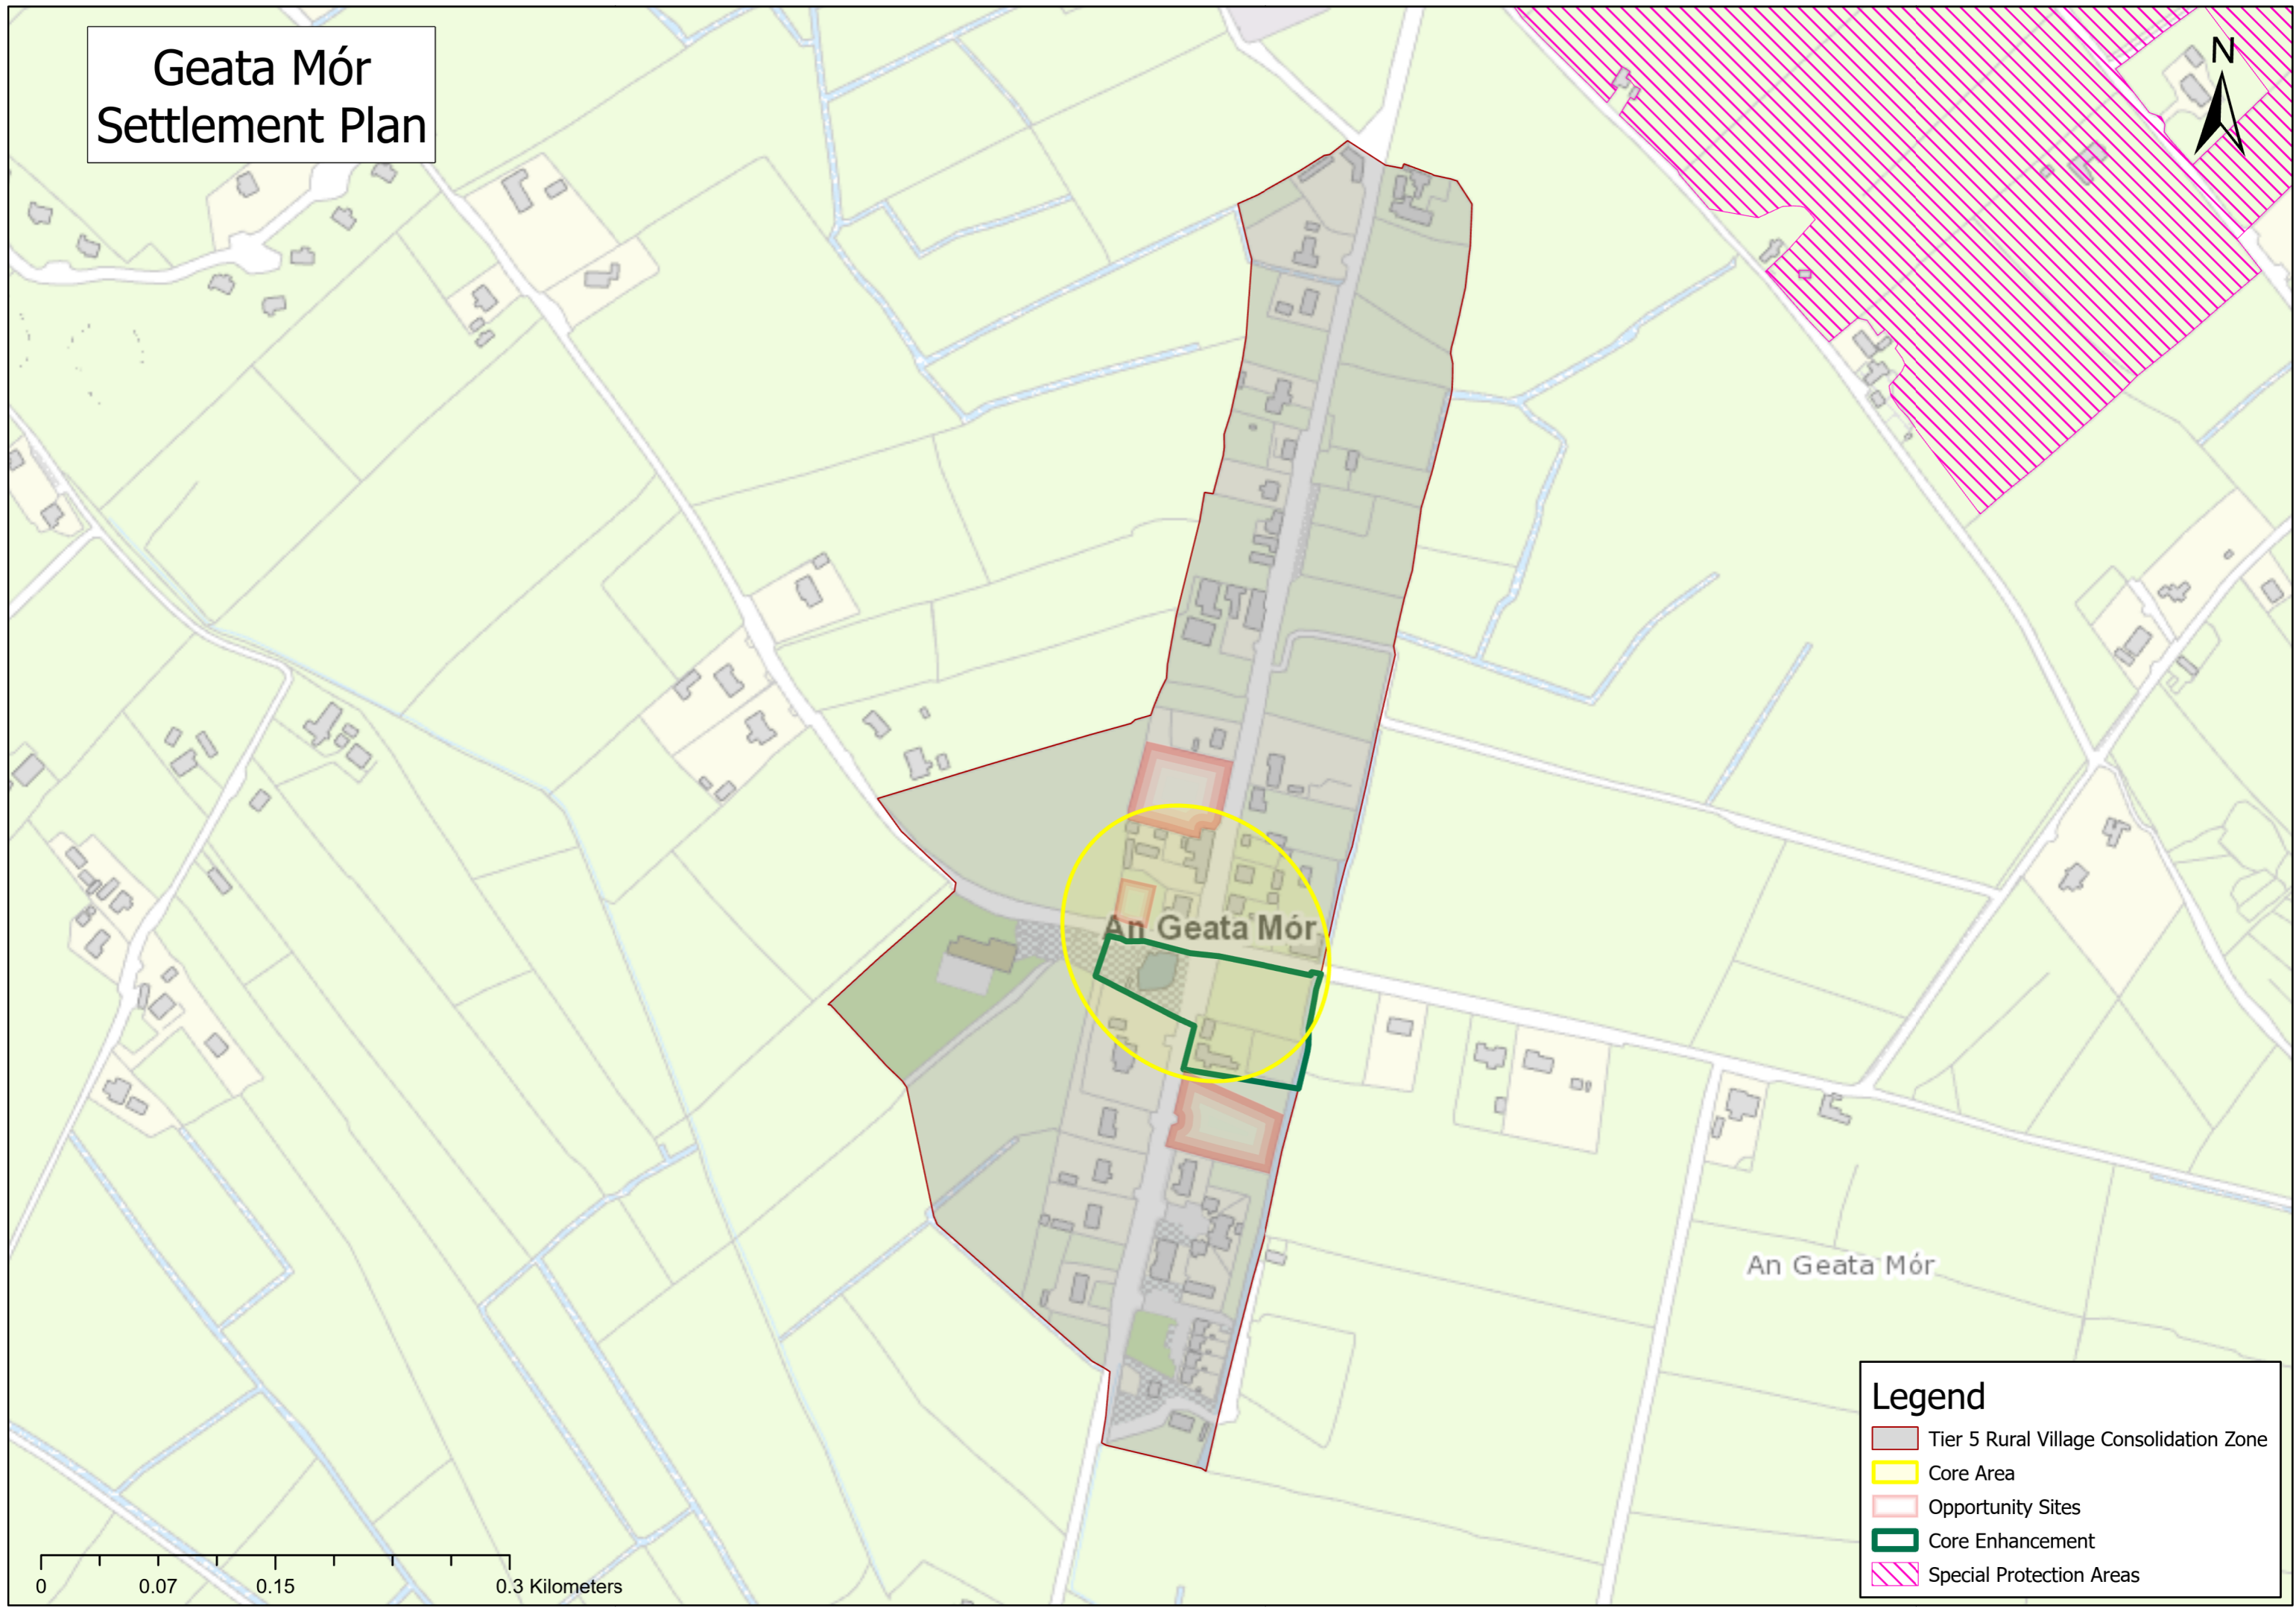 Geata Mór
Settlement Plan
N
An Geata Mór
An Geata Mór
Legend
Tier 5 Rural Village Consolidation Zone
Core Area
Opportunity Sites
Core Enhancement
Special Protection Areas
0 0.07 0.15 0.3 Kilometers